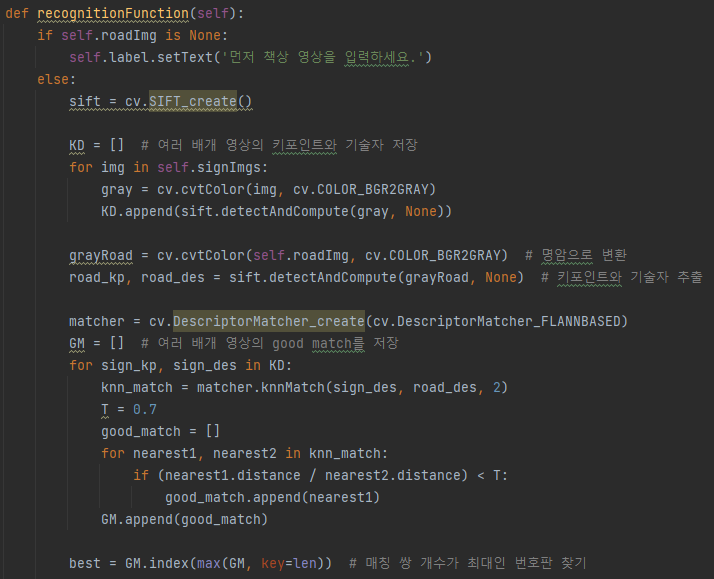 def recognitionFunction(self):
    if self.roadImg is None:
        self.label.setText('먼저 책상 영상을 입력하세요.')
    else:
        sift = cv.SIFT_create()

        KD = []  # 여러 배개 영상의 키포인트와 기술자 저장
        for img in self.signImgs:
            gray = cv.cvtColor(img, cv.COLOR_BGR2GRAY)
            KD.append(sift.detectAndCompute(gray, None))

        grayRoad = cv.cvtColor(self.roadImg, cv.COLOR_BGR2GRAY)  # 명암으로 변환
        road_kp, road_des = sift.detectAndCompute(grayRoad, None)  # 키포인트와 기술자 추출

        matcher = cv.DescriptorMatcher_create(cv.DescriptorMatcher_FLANNBASED)
        GM = []  # 여러 배개 영상의 good match를 저장
        for sign_kp, sign_des in KD:
            knn_match = matcher.knnMatch(sign_des, road_des, 2)
            T = 0.7
            good_match = []
            for nearest1, nearest2 in knn_match:
                if (nearest1.distance / nearest2.distance) < T:
                    good_match.append(nearest1)
            GM.append(good_match)

        best = GM.index(max(GM, key=len))  # 매칭 쌍 개수가 최대인 번호판 찾기